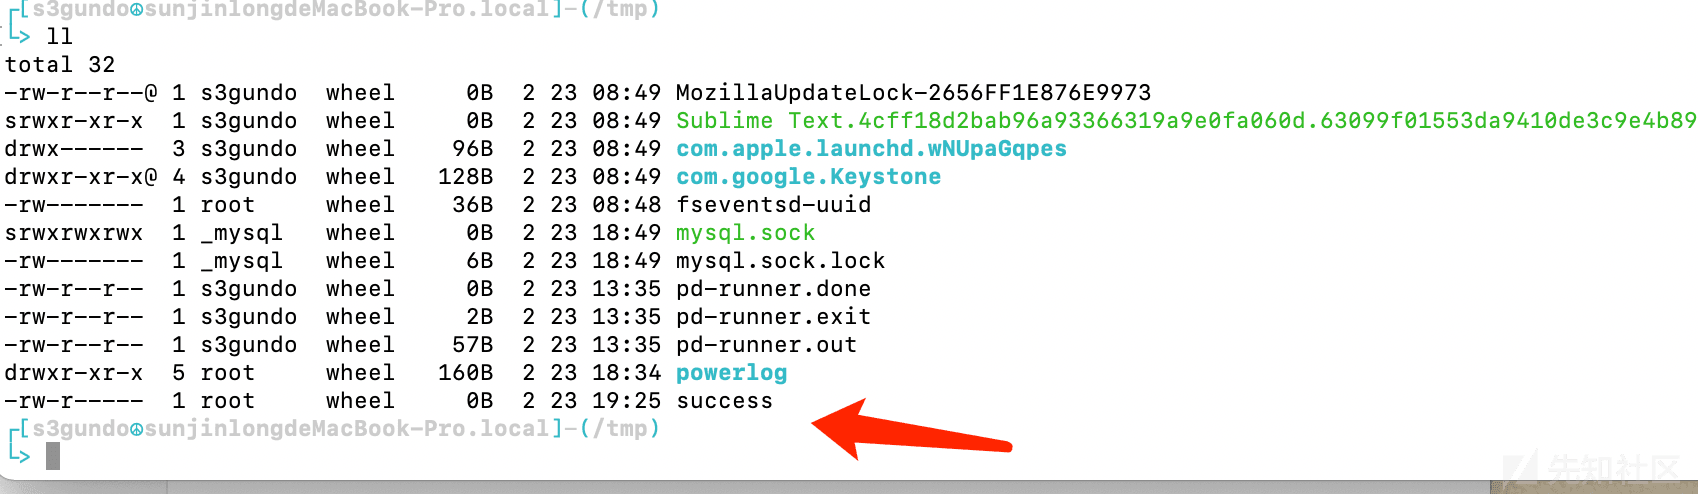 ┌[s3gundo☮sunjinlongdeMacBook-Pro.local]-(/tmp)
└> ll
total 32
-rw-r--r--@ 1 s3gundo  wheel     0B  2 23 08:49 MozillaUpdateLock-2656FF1E876E9973
srwxr-xr-x  1 s3gundo  wheel     0B  2 23 08:49 Sublime Text.4cff18d2bab96a93366319a9e0fa060d.63099f01553da9410de3c9e4b89
drwx------  3 s3gundo  wheel    96B  2 23 08:49 com.apple.launchd.wNUpaGqpes
drwxr-xr-x@ 4 s3gundo  wheel   128B  2 23 08:49 com.google.Keystone
-rw-------  1 root     wheel    36B  2 23 08:48 fseventsd-uuid
srwxrwxrwx  1 _mysql   wheel     0B  2 23 18:49 mysql.sock
-rw-------  1 _mysql   wheel     6B  2 23 18:49 mysql.sock.lock
-rw-r--r--  1 s3gundo  wheel     0B  2 23 13:35 pd-runner.done
-rw-r--r--  1 s3gundo  wheel     2B  2 23 13:35 pd-runner.exit
-rw-r--r--  1 s3gundo  wheel    57B  2 23 13:35 pd-runner.out
drwxr-xr-x  5 root     wheel   160B  2 23 18:34 powerlog
-rw-r-----  1 root     wheel     0B  2 23 19:25 success
┌[s3gundo☮sunjinlongdeMacBook-Pro.local]-(/tmp)
└>
先知社区